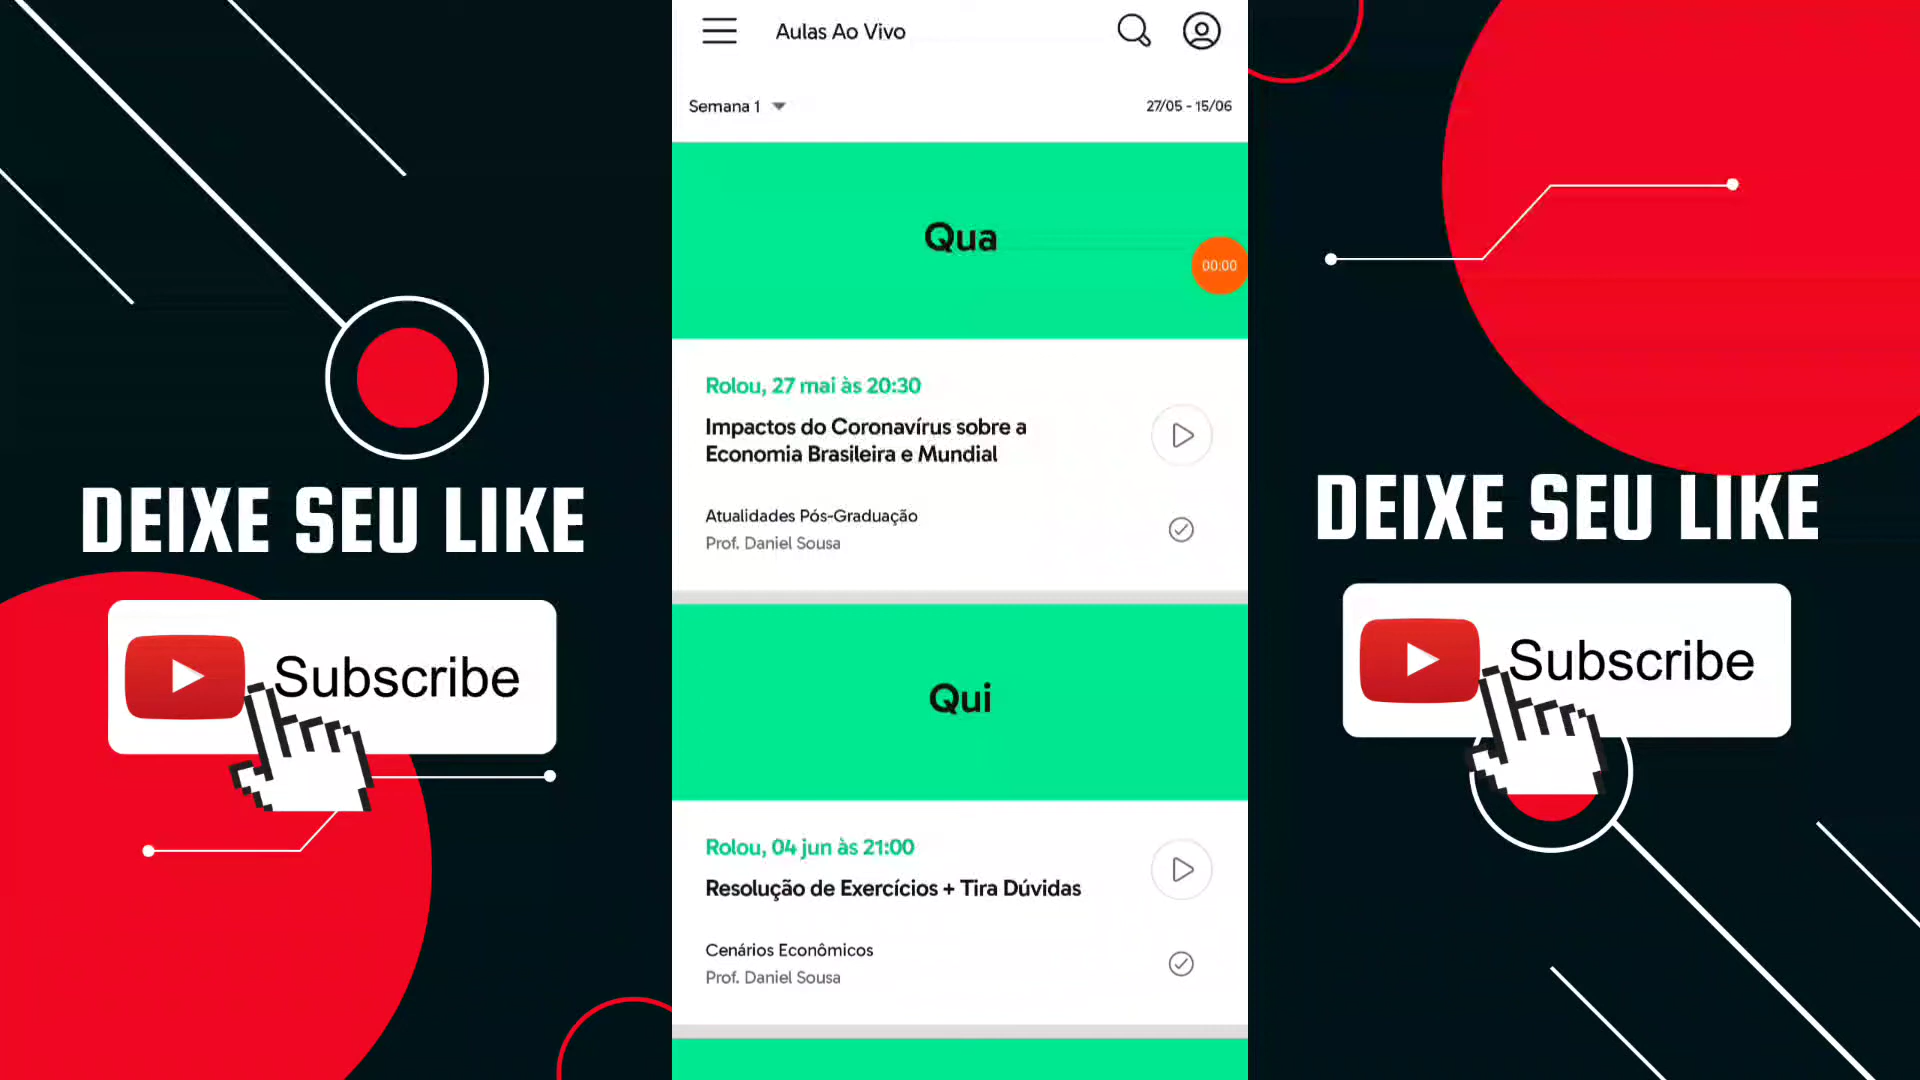 DEIXE SEU LIKE
Subscribe
Aulas Ao Vivo
Semana 1
27/05 - 15/06
Qua
00:00
Rolou, 27 mai às 20:30
Impactos do Coronavírus sobre a
Economia Brasileira e Mundial
Atualidades Pós-Graduação
Prof. Daniel Sousa
Qui
Rolou, 04 jun às 21:00
Resolução de Exercícios + Tira Dúvidas
Cenários Econômicos
Prof. Daniel Sousa
DEIXE SEU LIKE
Subscribe